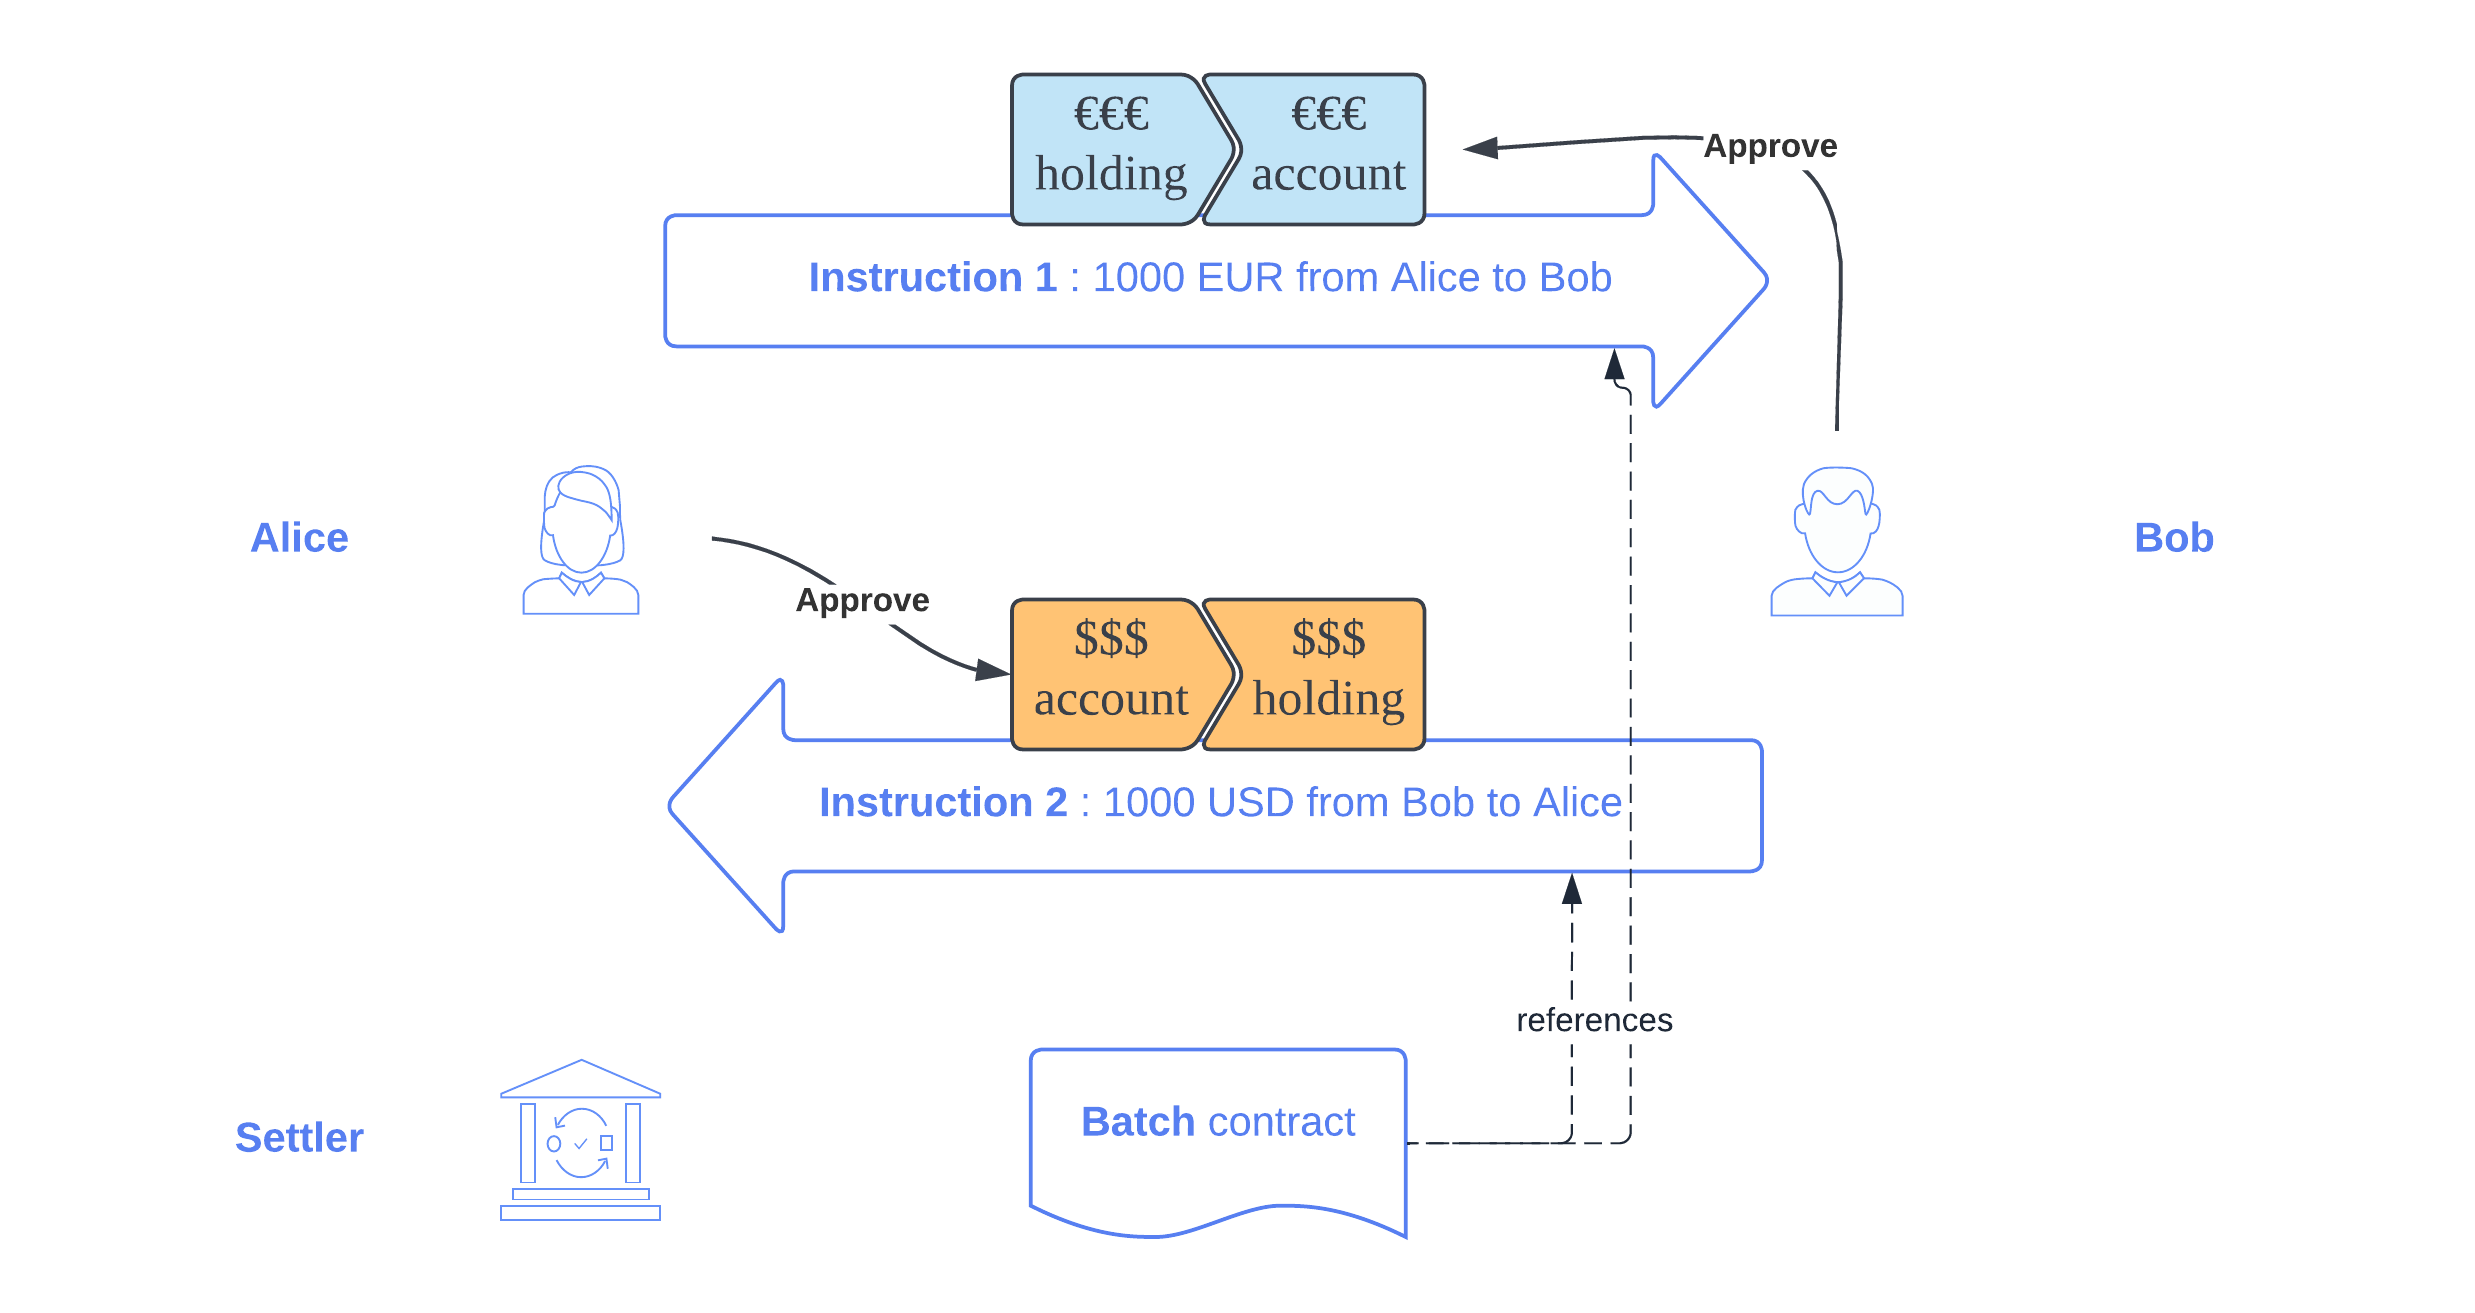 €€€
holding
€€€
account
Approve
Instruction 1 : 1000 EUR from Alice to Bob
Alice
Bob
Approve
$$$
account
$$$
holding
Instruction 2 : 1000 USD from Bob to Alice
references
Batch contract
Settler